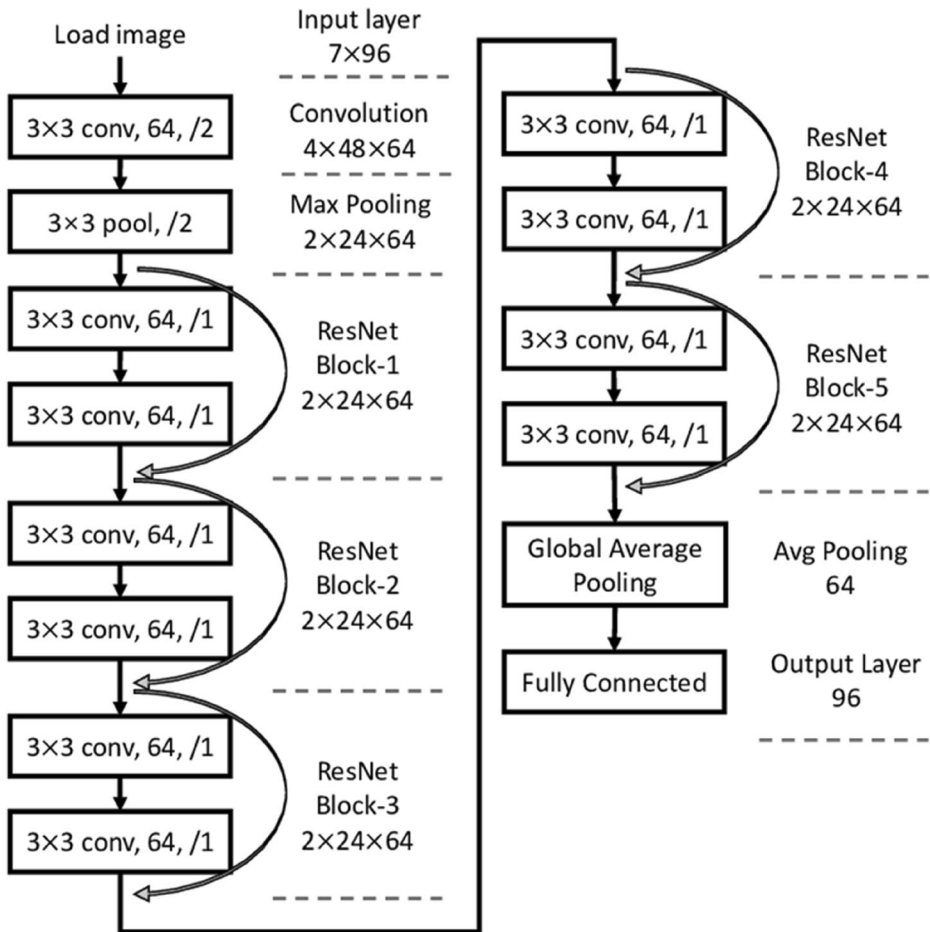 Load image
Input layer
7×96
3×3 conv, 64, /2
Convolution
4×48×64
3×3 pool, /2
Max Pooling
2×24×64
3×3 conv, 64, /1
3×3 conv, 64, /1
ResNet
Block-1
2×24×64
3×3 conv, 64, /1
3×3 conv, 64, /1
ResNet
Block-2
2×24×64
3×3 conv, 64, /1
3×3 conv, 64, /1
ResNet
Block-3
2×24×64
3×3 conv, 64, /1
3×3 conv, 64, /1
ResNet
Block-4
2×24×64
3×3 conv, 64, /1
3×3 conv, 64, /1
ResNet
Block-5
2×24×64
Global Average
Pooling
Avg Pooling
64
Fully Connected
Output Layer
96